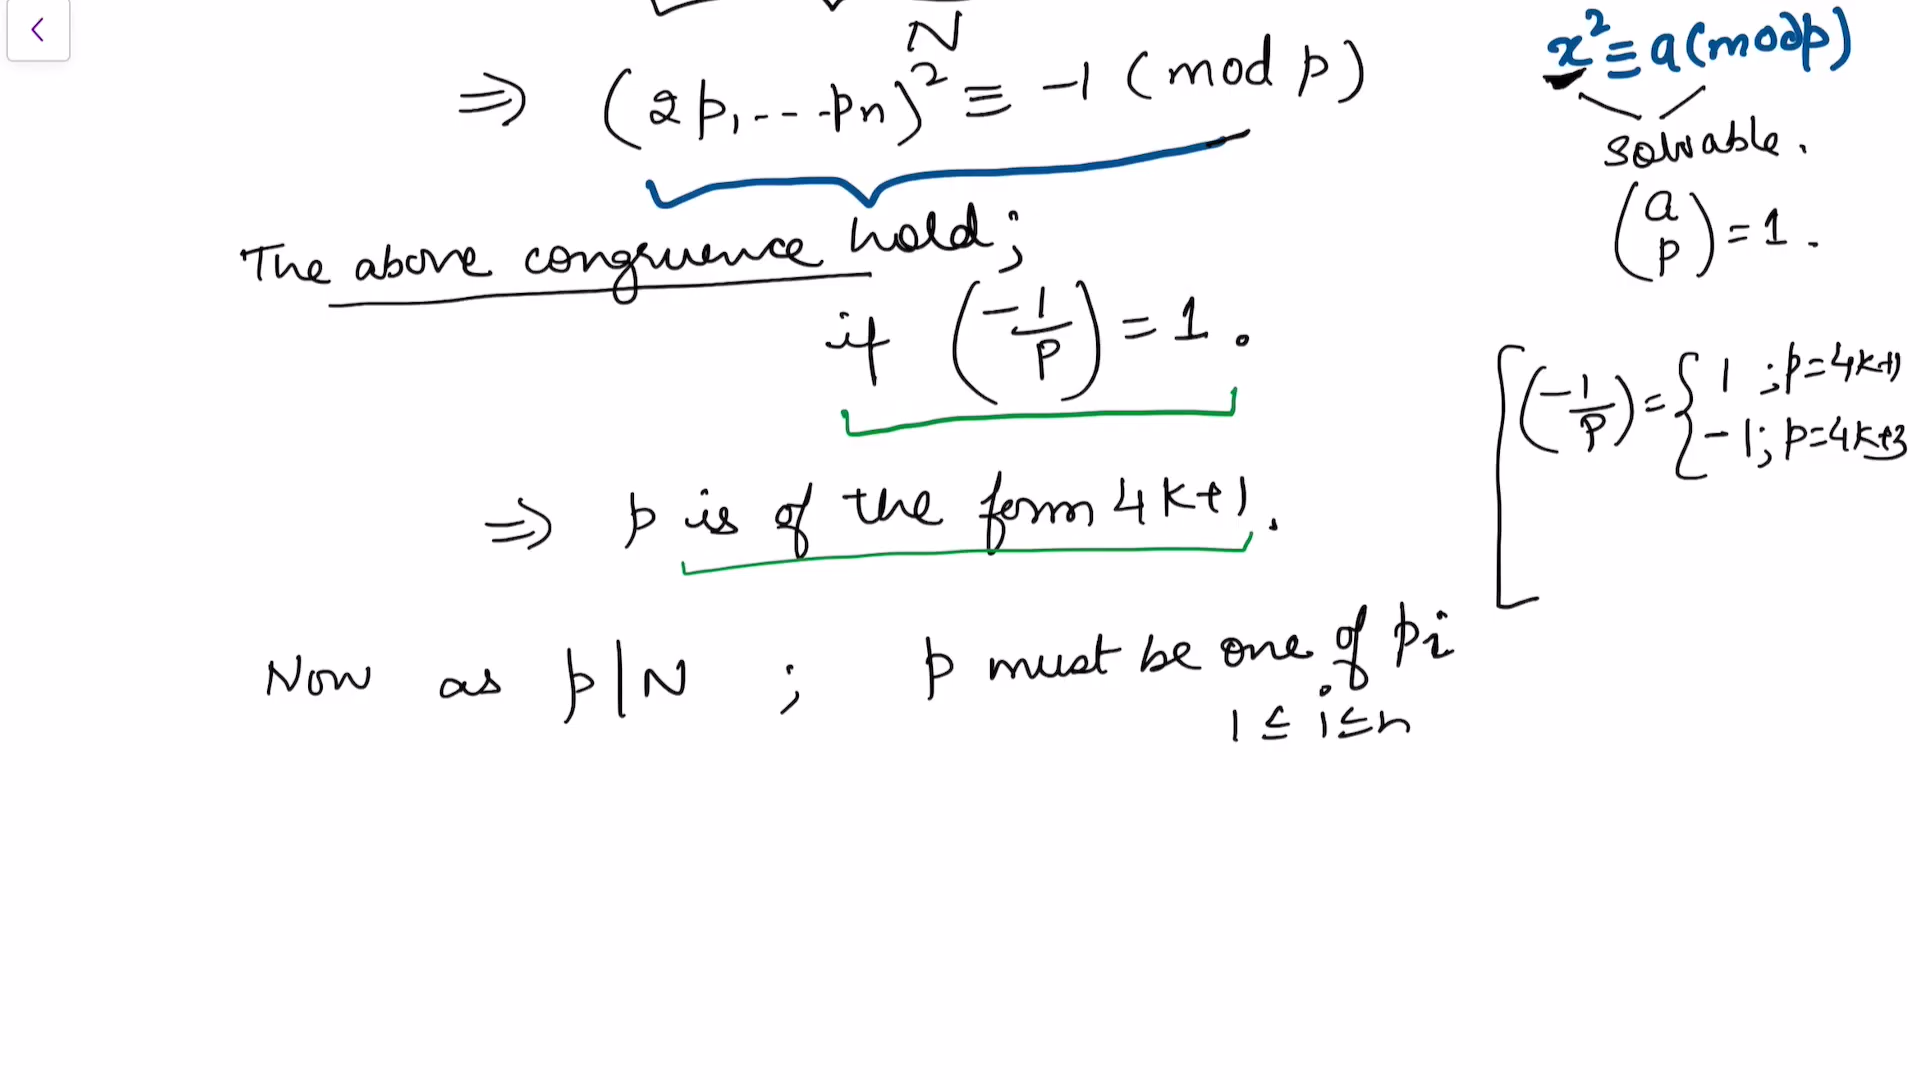 N
⇒ (2p₁---pₙ)² ≡ -1 (mod p)
The above congruence hold;
if (-1/p) = 1.
⇒ p is of the form 4k+1.
Now as p|N ; p must be one of pi
1 ≤ i ≤ n
x² ≡ a (mod p)
solvable.
(a/p) = 1.
(-1/p) = { 1 ; p=4k+1
-1; p=4k+3